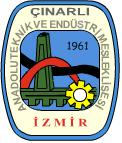 ÇINARLI
ANADOLU TEKNİK VE ENDÜSTRİ MESLEK LİSESİ
1961
İZMİR